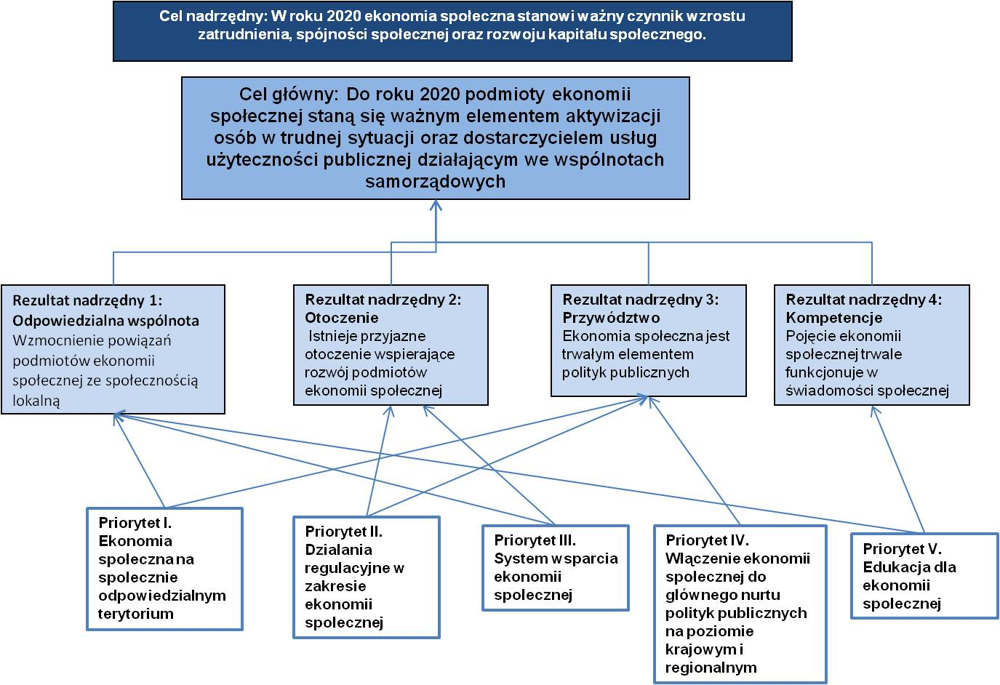 Cel nadrzędny: W roku 2020 ekonomia społeczna stanowi ważny czynnik wzrostu
zatrudnienia, spójności społecznej oraz rozwoju kapitału społecznego.
Cel główny: Do roku 2020 podmioty ekonomii
społecznej staną się ważnym elementem aktywizacji
osób w trudnej sytuacji oraz dostarczycielem usług
użyteczności publicznej działającym we wspólnotach
samorządowych
Rezultat nadrzędny 1:
Odpowiedzialna wspólnota
Wzmocnienie powiązań
podmiotów ekonomii
społecznej ze społecznością
lokalną
Rezultat nadrzędny 2:
Otoczenie
Istnieje przyjazne
otoczenie wspierające
rozwój podmiotów
ekonomii społecznej
Rezultat nadrzędny 3:
Przywództwo
Ekonomia społeczna jest
trwałym elementem
polityk publicznych
Rezultat nadrzędny 4:
Kompetencje
Pojęcie ekonomii
społecznej trwale
funkcjonuje w
świadomości społecznej
Priorytet I.
Ekonomia
społeczna na
społecznie
odpowiedzialnym
terytorium
Priorytet II.
Działania
regulacyjne w
zakresie
ekonomii
społecznej
Priorytet III.
System wsparcia
ekonomii
społecznej
Priorytet IV.
Włączenie ekonomii
społecznej do
głównego nurtu
polityk publicznych
na poziomie
krajowym i
regionalnym
Priorytet V.
Edukacja dla
ekonomii
społecznej